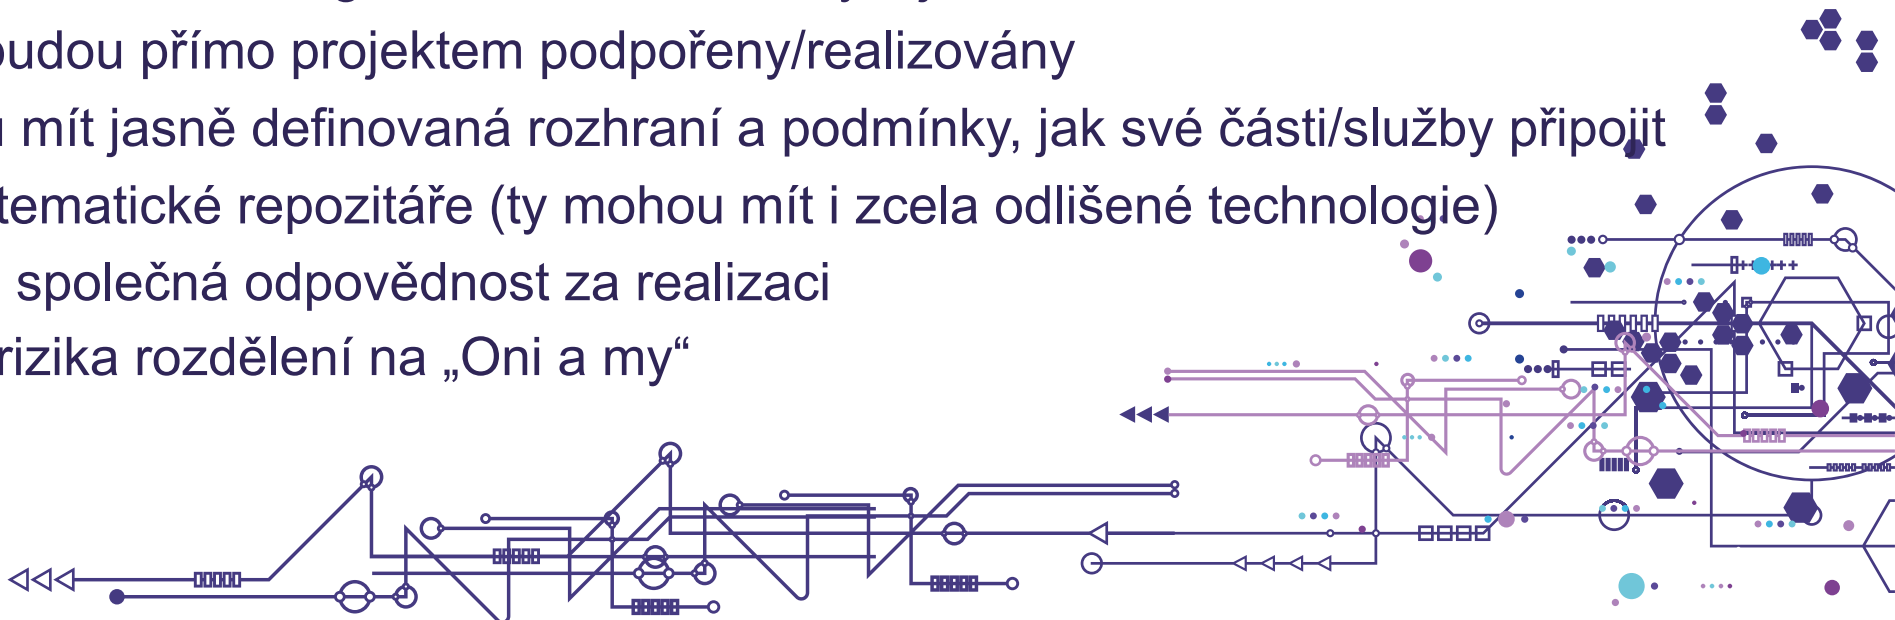 budou přímo projektem podpořeny/realizovány
mít jasně definovaná rozhraní a podmínky, jak své části/služby připojit
tematické repozitáře (ty mohou mít i zcela odlišené technologie)
společná odpovědnost za realizaci
rizika rozdělení na „Oni a my“